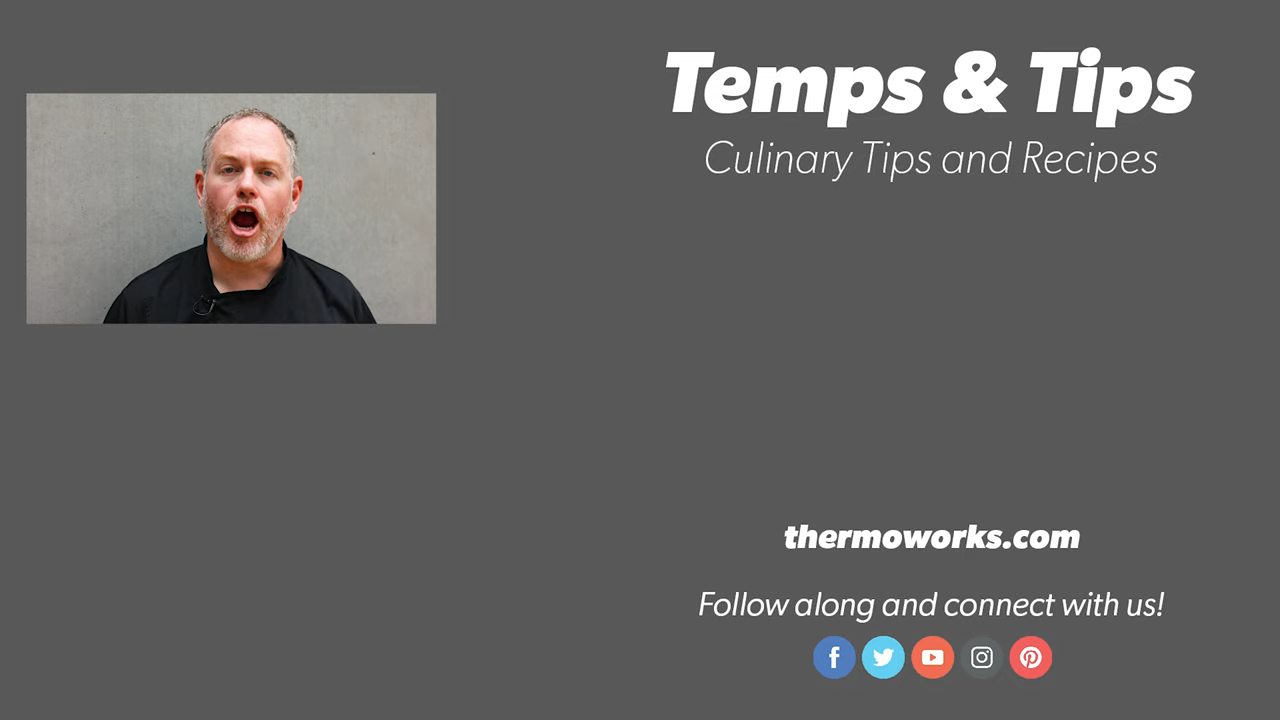 Temps & Tips
Culinary Tips and Recipes
thermoworks.com
Follow along and connect with us!